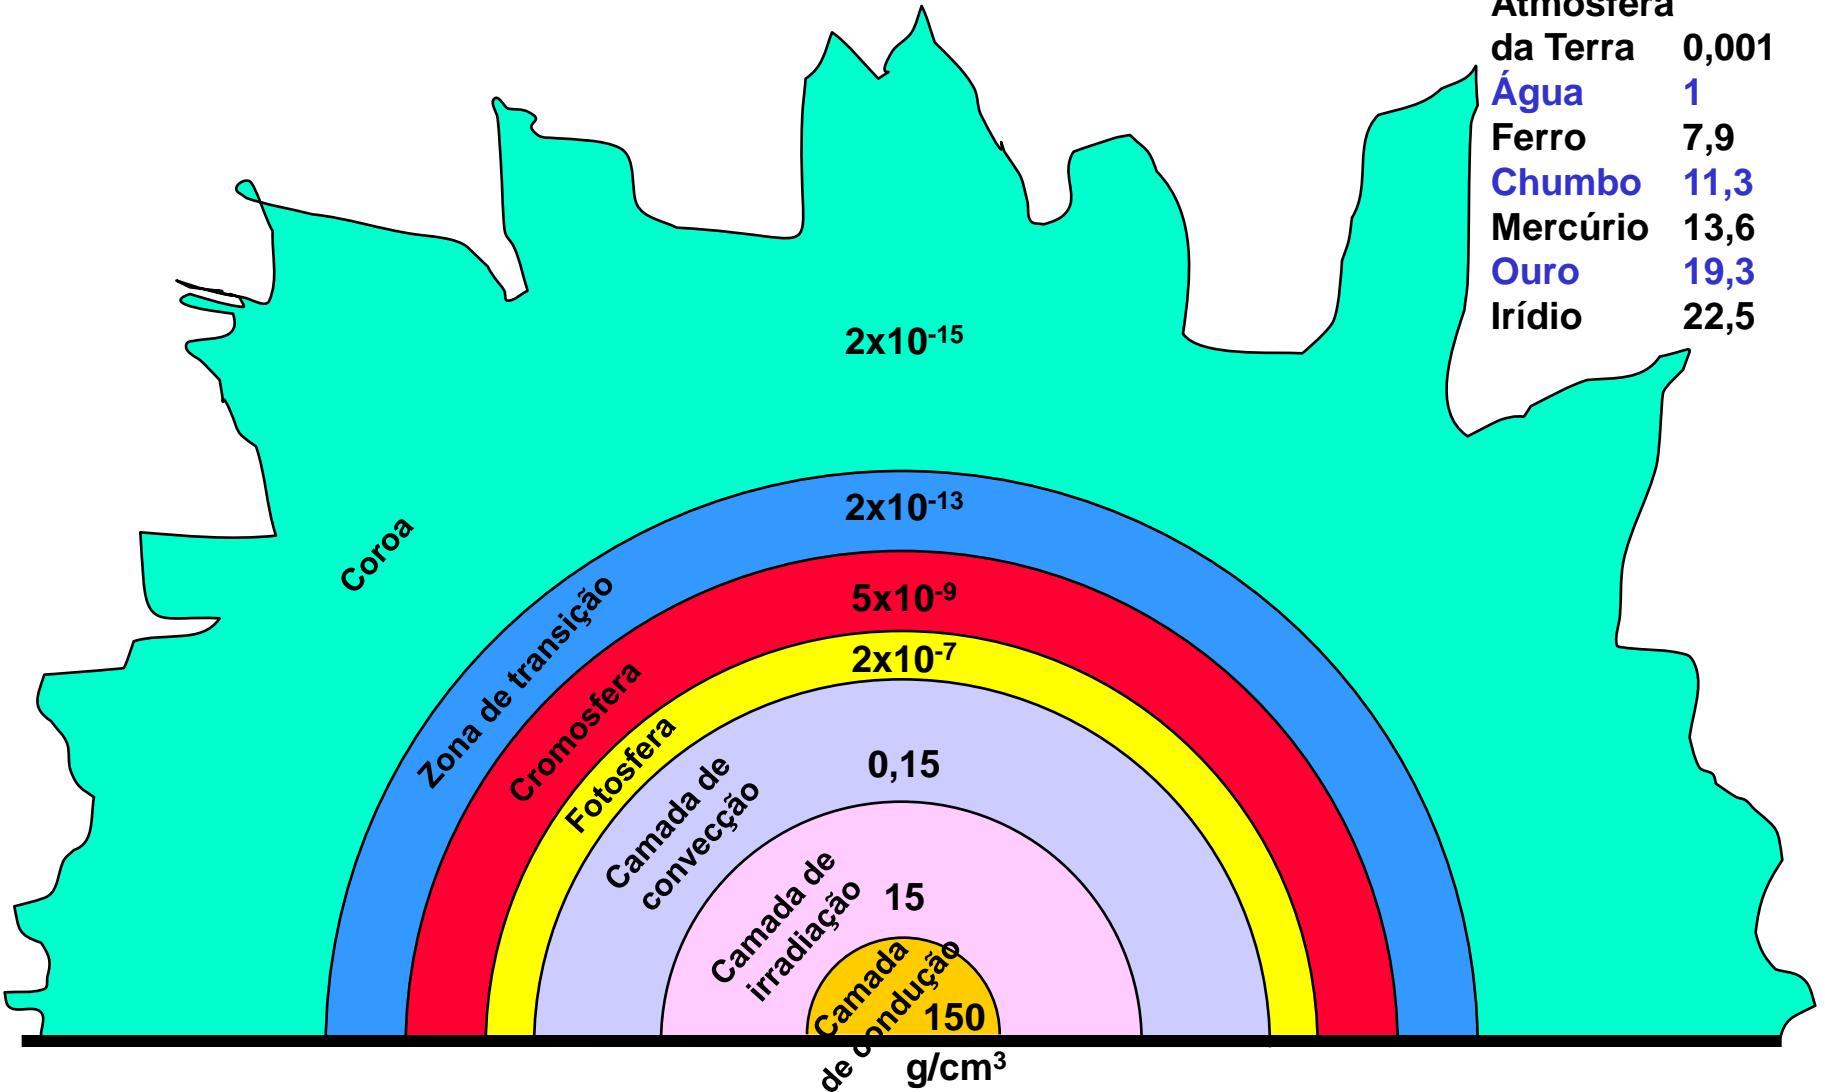 Atmosfera
da Terra 0,001
Água 1
Ferro 7,9
Chumbo 11,3
Mercúrio 13,6
Ouro 19,3
Irídio 22,5
2x10⁻¹⁵
Coroa
2x10⁻¹³
Zona de transição
5x10⁻⁹
Cromosfera
2x10⁻⁷
Fotosfera
0,15
Camada de
convecção
15
Camada de
irradiação
Camada
de condução
150
g/cm³